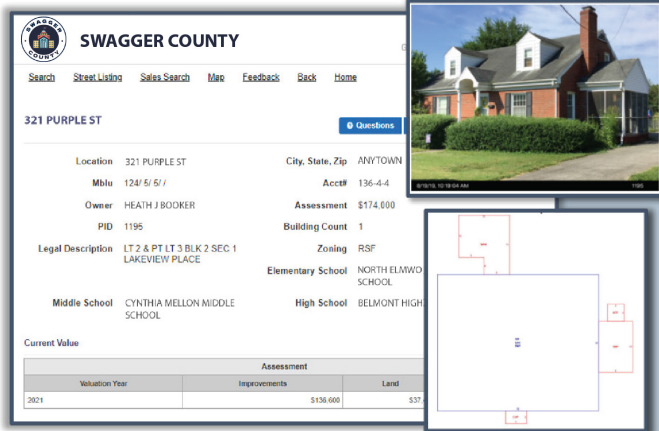 SWAGGER
COUNTY
SWAGGER COUNTY
Search Street Listing Sales Search Map Feedback Back Home
321 PURPLE ST
Questions
Location 321 PURPLE ST City, State, Zip ANYTOWN
Mblu 124/ 5/ 5/ / Acct# 136-4-4
Owner HEATH J BOOKER Assessment $174,000
PID 1195 Building Count 1
Legal Description LT 2 & PT LT 3 BLK 2 SEC 1 Zoning RSF
LAKEVIEW PLACE
Elementary School NORTH ELMWO
SCHOOL
Middle School CYNTHIA MELLON MIDDLE High School BELMONT HIGH
SCHOOL
Current Value
Assessment
Valuation Year Improvements Land
2021 $136,600 $37,
1195